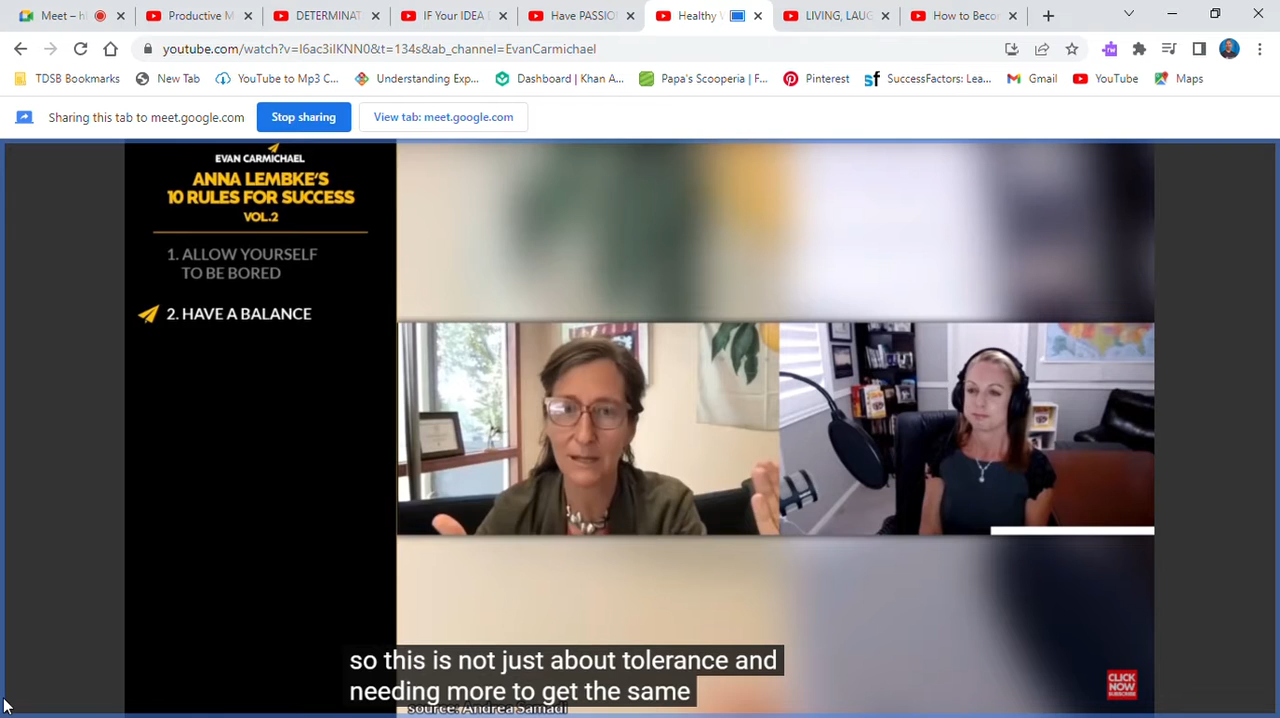 Meet – h
Productive M
DETERMINAT
IF Your IDEA
Have PASSIO
Healthy
LIVING, LAUG
How to Becor
youtube.com/watch?v=I6ac3ilKNN0&t=134s&ab_channel=EvanCarmichael
TDSB Bookmarks
New Tab
YouTube to Mp3 C...
Understanding Exp...
Dashboard | Khan A...
Papa's Scooperia | F...
Pinterest
SuccessFactors: Lea...
Gmail
YouTube
Maps
Sharing this tab to meet.google.com
Stop sharing
View tab: meet.google.com
EVAN CARMICHAEL
ANNA LEMBKE'S
10 RULES FOR SUCCESS
VOL.2
1. ALLOW YOURSELF
TO BE BORED
2. HAVE A BALANCE
so this is not just about tolerance and
needing more to get the same
source: Andrea Samadi
CLICK
NOW
SUBSCRIBE